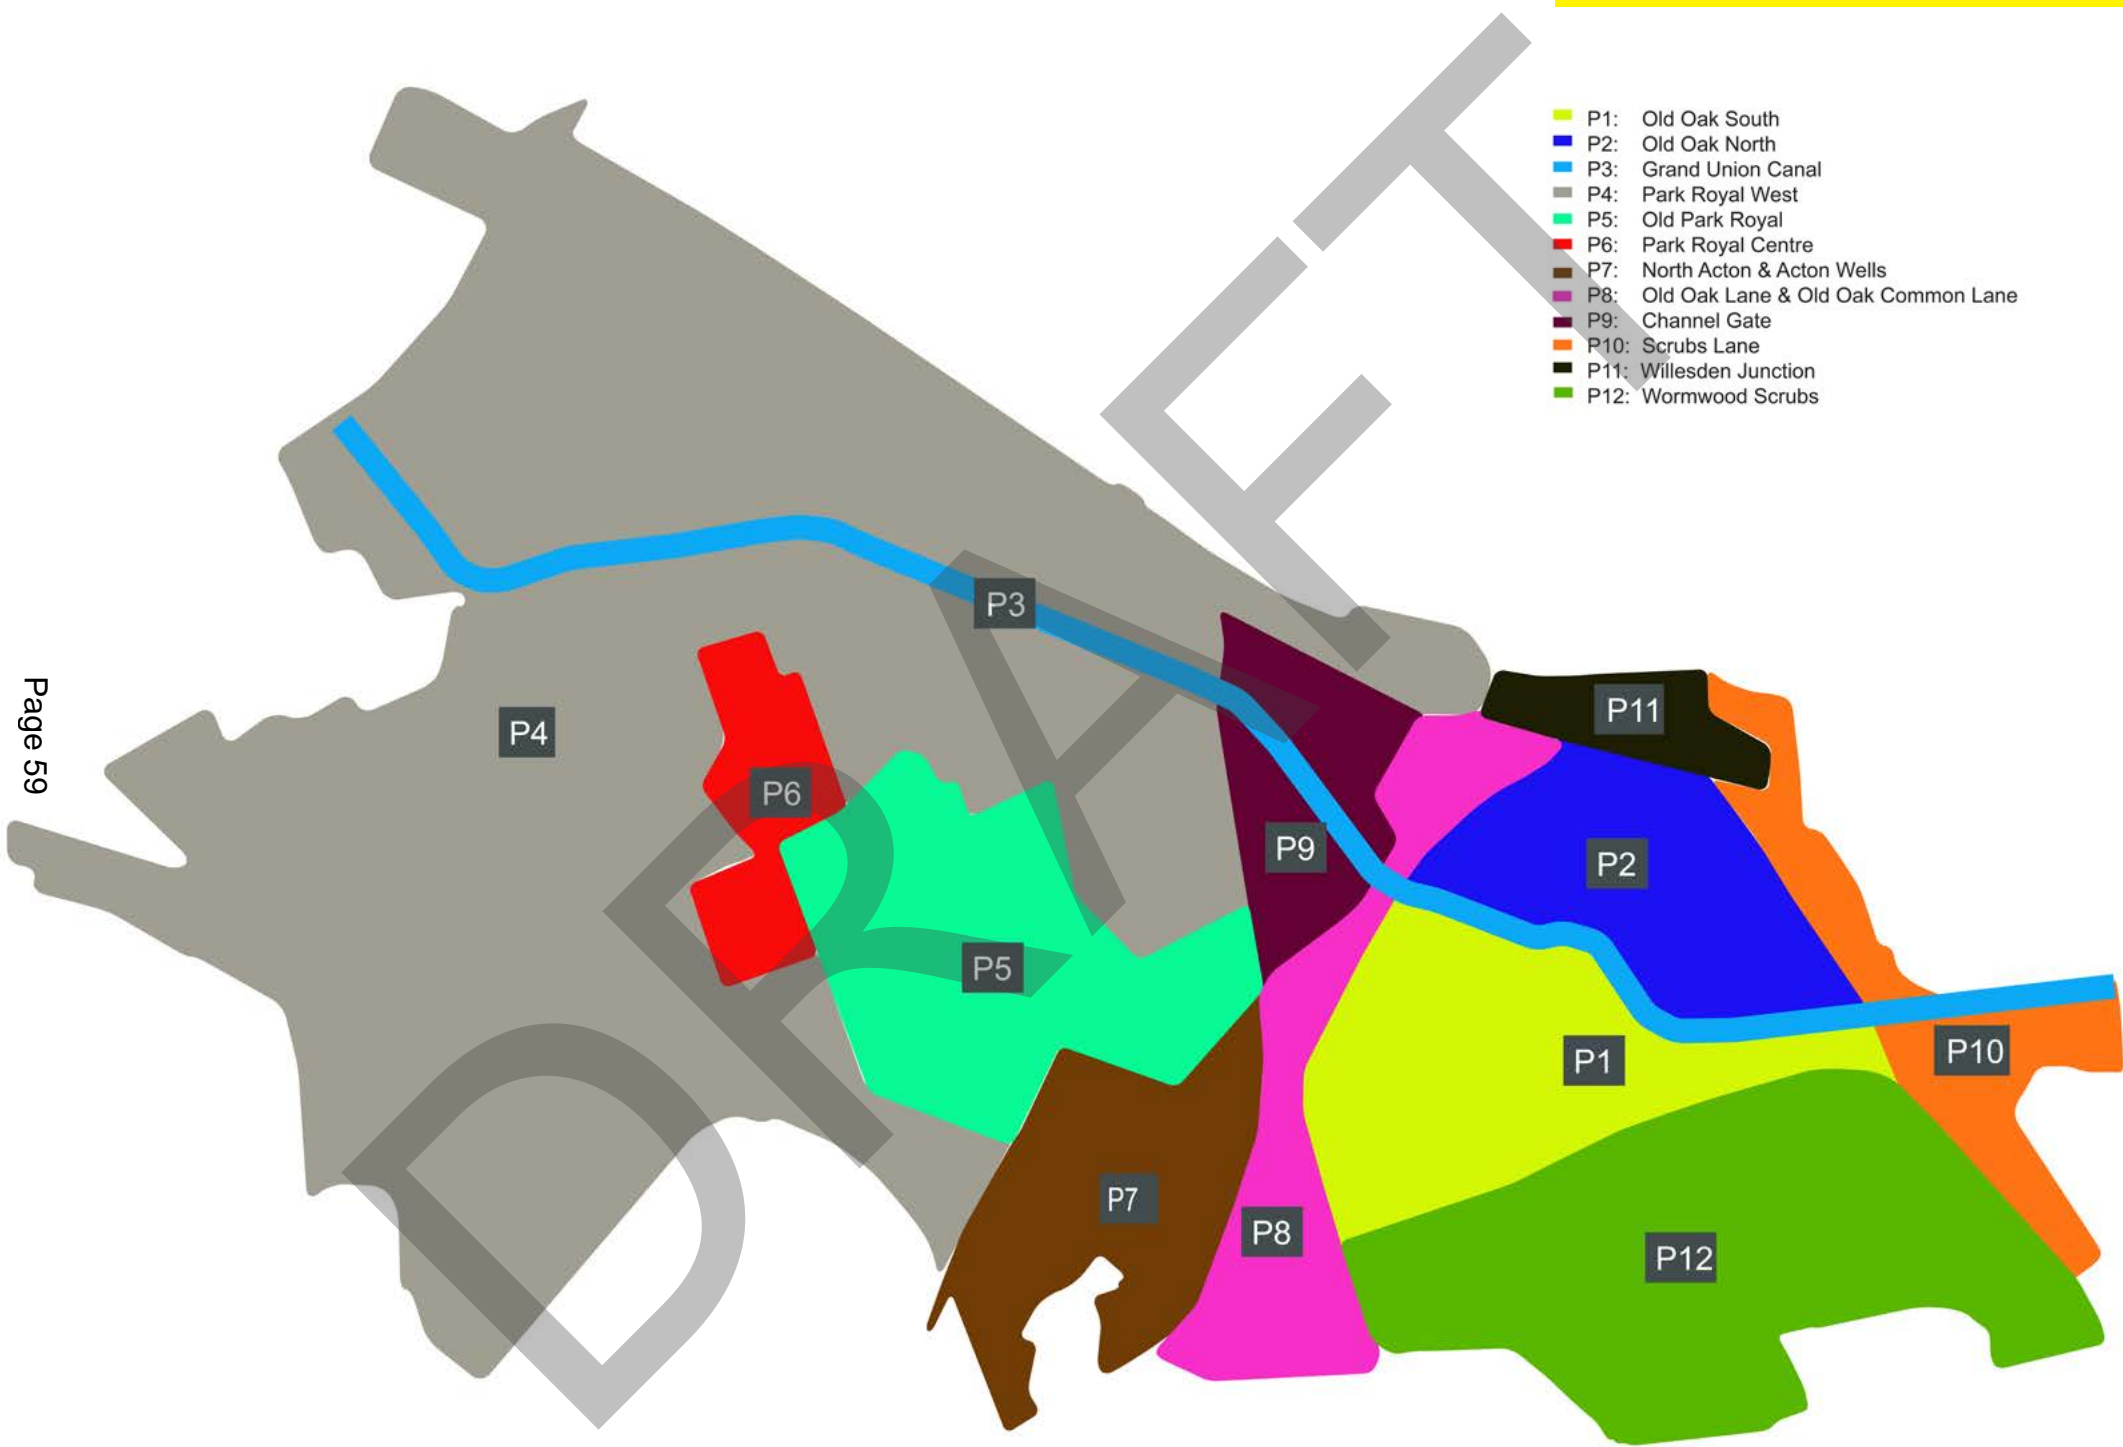 P1: Old Oak South
P2: Old Oak North
P3: Grand Union Canal
P4: Park Royal West
P5: Old Park Royal
P6: Park Royal Centre
P7: North Acton & Acton Wells
P8: Old Oak Lane & Old Oak Common Lane
P9: Channel Gate
P10: Scrubs Lane
P11: Willesden Junction
P12: Wormwood Scrubs
P3
P11
P4
P6
P9
P2
P5
P1
P10
P7
P8
P12
Page 59
DRAFT